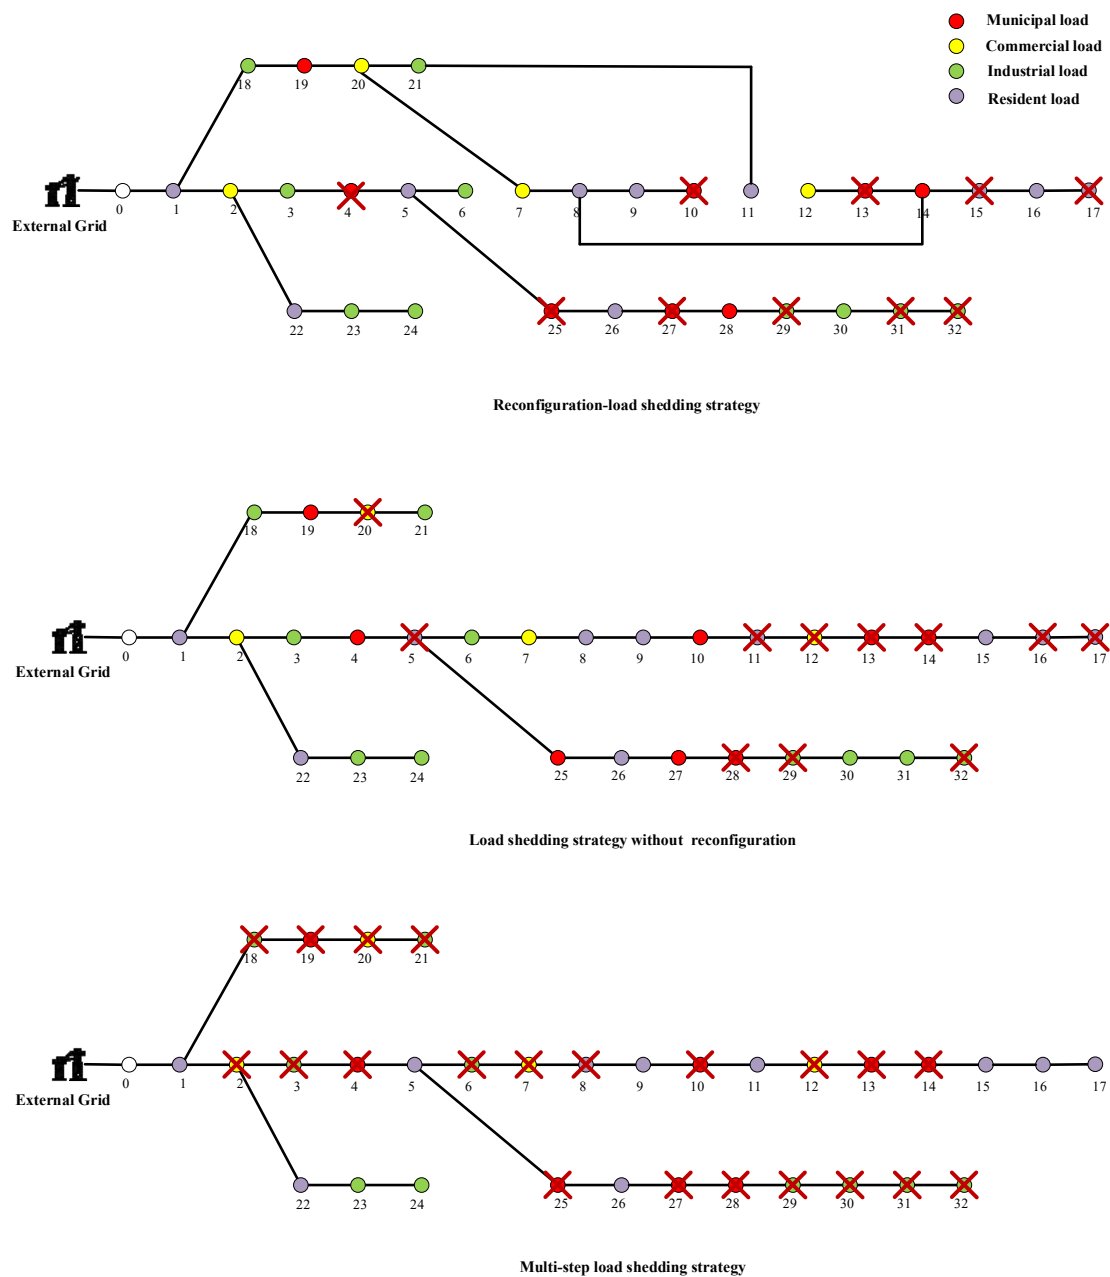 Municipal load
Commercial load
Industrial load
Resident load
18 19 20 21
External Grid
0 1 2 3 4 5 6 7 8 9 10 11 12 13 14 15 16 17
22 23 24
25 26 27 28 29 30 31 32
Reconfiguration-load shedding strategy
18 19 20 21
External Grid
0 1 2 3 4 5 6 7 8 9 10 11 12 13 14 15 16 17
22 23 24
25 26 27 28 29 30 31 32
Load shedding strategy without reconfiguration
18 19 20 21
External Grid
0 1 2 3 4 5 6 7 8 9 10 11 12 13 14 15 16 17
22 23 24
25 26 27 28 29 30 31 32
Multi-step load shedding strategy